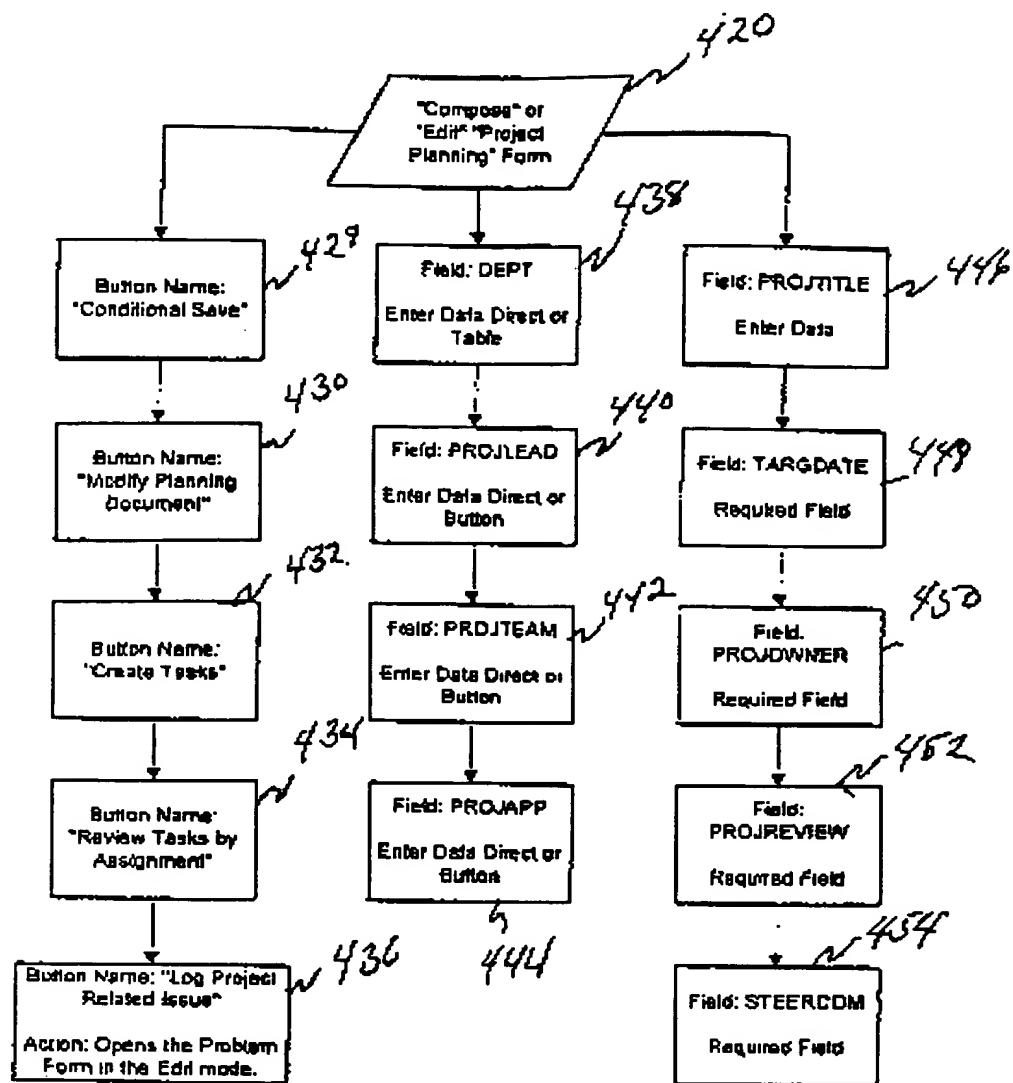 420
"Compose" or
"Edit" "Project
Planning" Form
428
Button Name:
"Conditional Save"
430
Button Name:
"Modify Planning
Document"
432
Button Name:
"Create Tasks"
434
Button Name:
"Review Tasks by
Assignment"
436
Button Name: "Log Project
Related Issue"
Action: Opens the Problem
Form in the Edit mode.
438
Field: DEPT
Enter Data Direct or
Table
440
Field: PROJLEAD
Enter Data Direct or
Button
442
Field: PROJTEAM
Enter Data Direct or
Button
Field: PROJAPP
Enter Data Direct or
Button
444
446
Field: PROJTITLE
Enter Data
448
Field: TARGDATE
Required Field
450
Field:
PROJOWNER
Required Field
452
Field:
PROJREVIEW
Required Field
454
Field: STEERCOM
Required Field